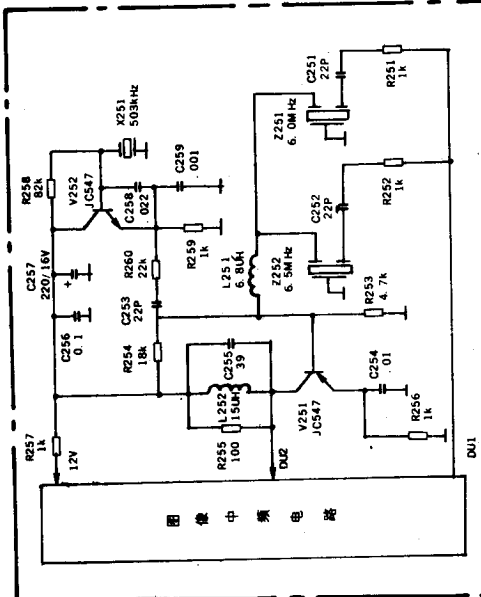 R257
1k
12V
C256
0.1
C257
220/16V
R258
82k
X251
503kHz
V252
JC547
C258
022
C259
001
R259
1k
R260
22k
C253
22P
R254
18k
C255
39
L252
15UH
R255
100
DU2
V251
JC547
L251
6.8UH
Z252
6.5MHz
Z251
6.0MHz
C251
22P
R251
1k
C252
22P
R252
1k
R253
4.7k
C254
.01
R256
1k
DU1
图像中频电路